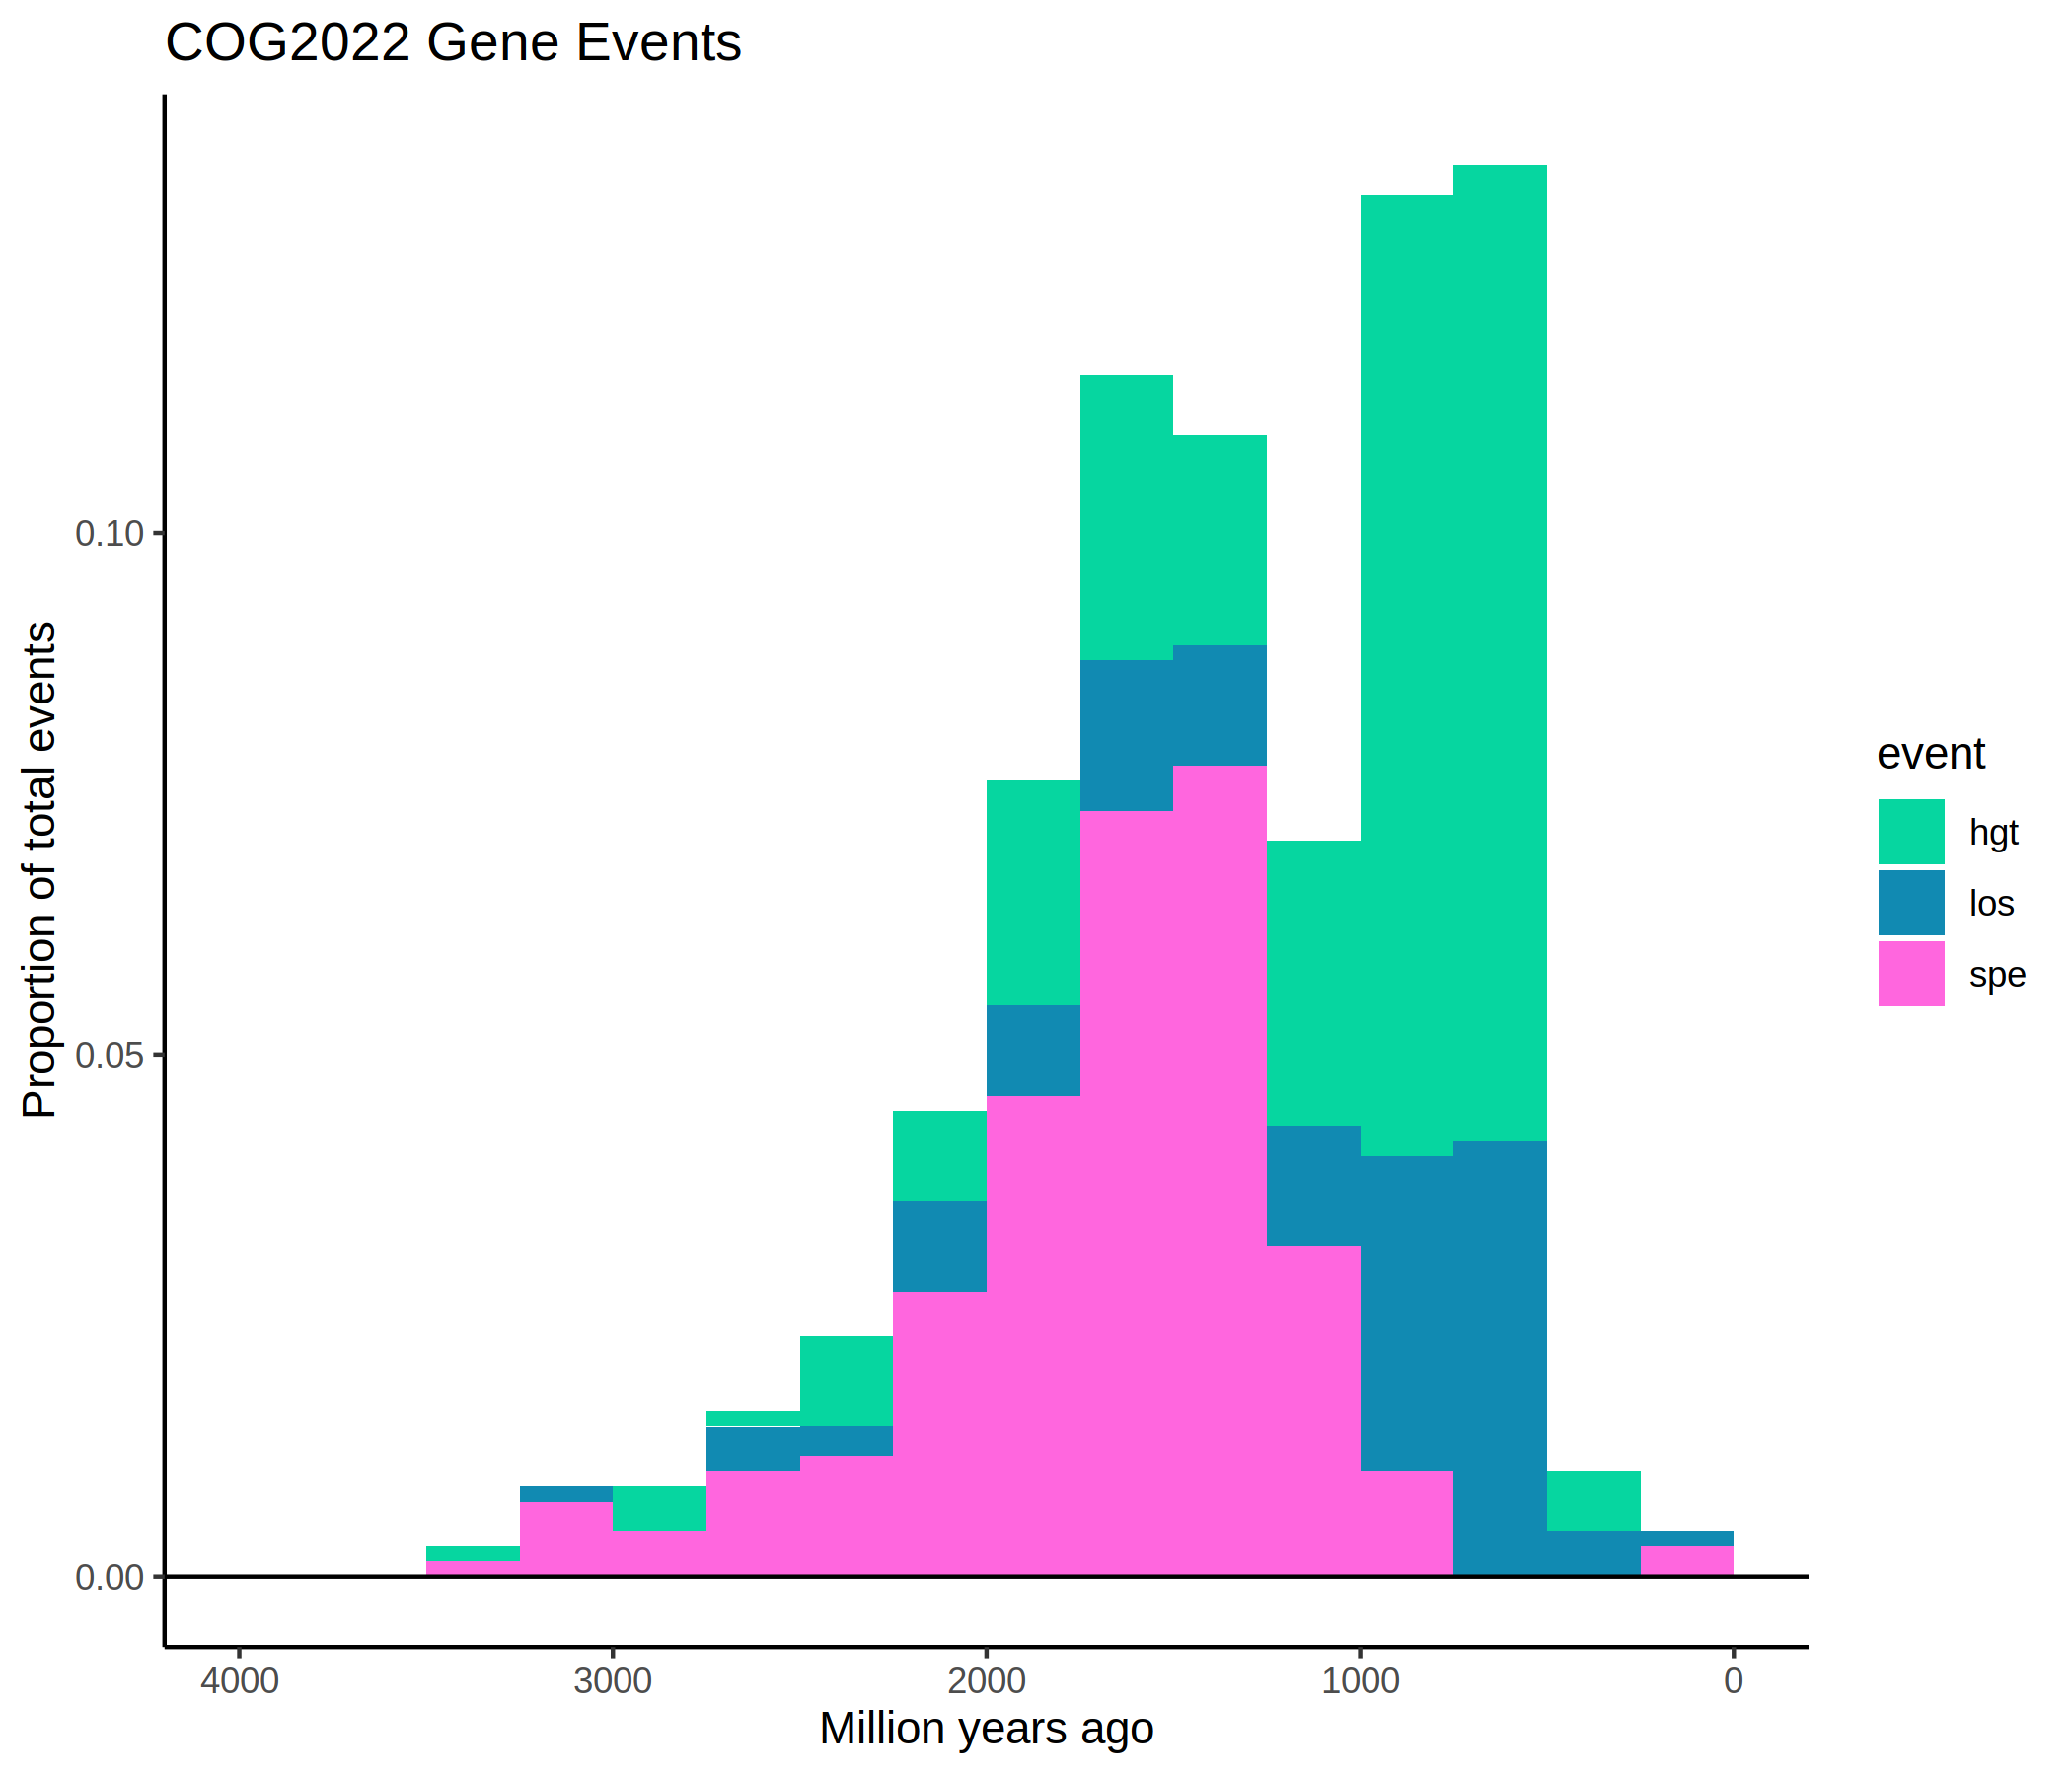 COG2022 Gene Events
Proportion of total events
0.10
0.05
0.00
4000 3000 2000 1000 0
Million years ago
event
hgt
los
spe